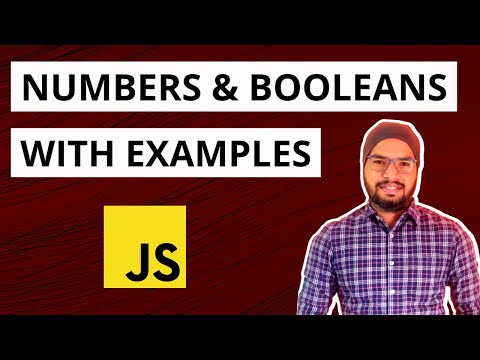 NUMBERS & BOOLEANS
WITH EXAMPLES
JS